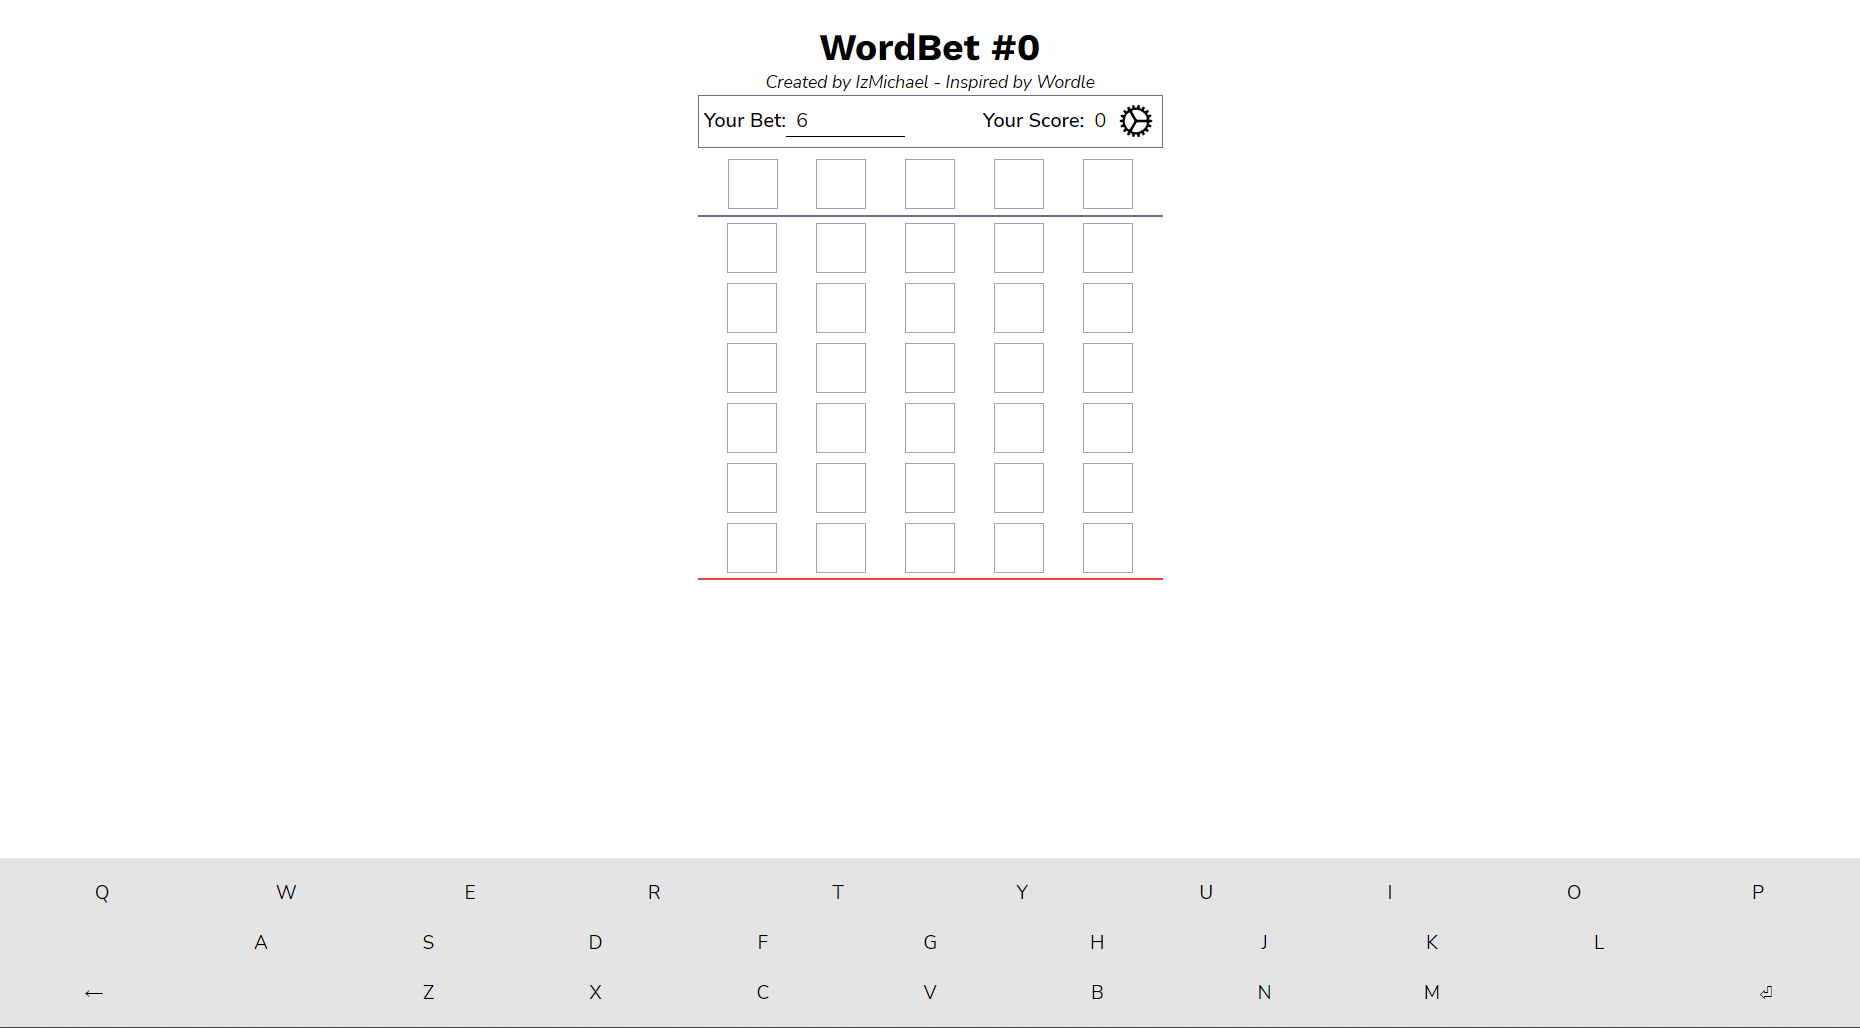 WordBet #0
Created by IzMichael - Inspired by Wordle
Your Bet: 6 Your Score: 0
Q W E R T Y U I O P
A S D F G H J K L
← Z X C V B N M ⏎